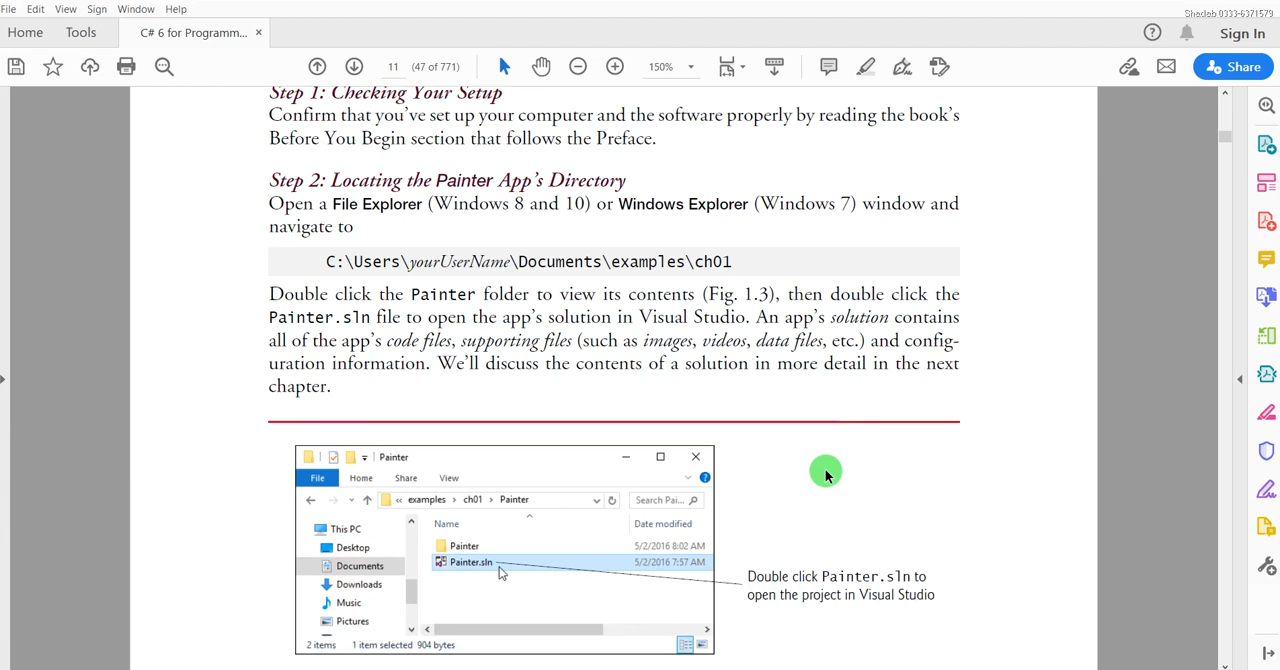 File Edit View Sign Window Help
Shadab 0333-6371579
Home Tools C# 6 for Programm... × Sign In
11 (47 of 771) 150% Share
Step 1: Checking Your Setup
Confirm that you've set up your computer and the software properly by reading the book's
Before You Begin section that follows the Preface.
Step 2: Locating the Painter App's Directory
Open a File Explorer (Windows 8 and 10) or Windows Explorer (Windows 7) window and
navigate to
C:\Users\yourUserName\Documents\examples\ch01
Double click the Painter folder to view its contents (Fig. 1.3), then double click the
Painter.sln file to open the app's solution in Visual Studio. An app's solution contains
all of the app's code files, supporting files (such as images, videos, data files, etc.) and config-
uration information. We'll discuss the contents of a solution in more detail in the next
chapter.
Painter
File Home Share View
« examples › ch01 › Painter Search Pai...
Name Date modified
This PC
Desktop
Documents
Downloads
Music
Pictures
Painter 5/2/2016 8:02 AM
Painter.sln 5/2/2016 7:57 AM
2 items 1 item selected 904 bytes
Double click Painter.sln to
open the project in Visual Studio